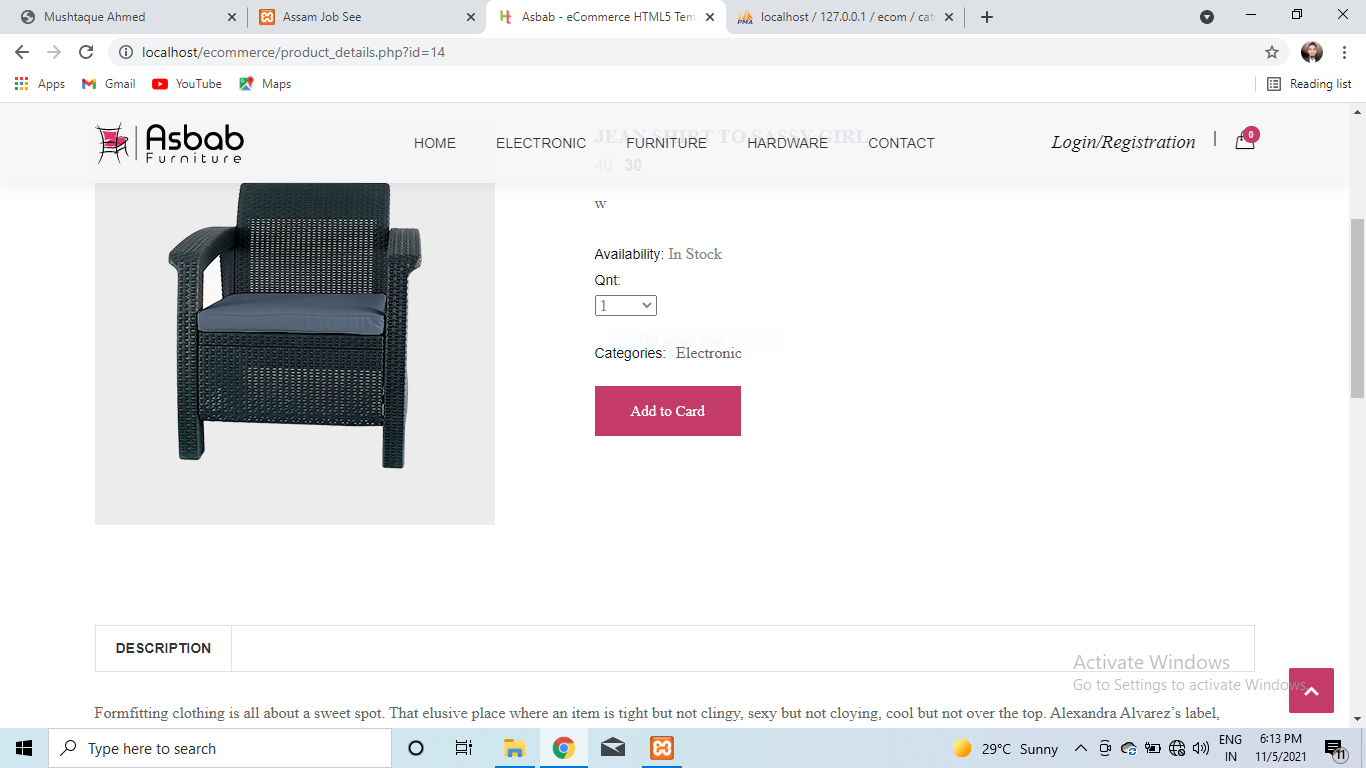 Mushtaque Ahmed
Assam Job See
Asbab - eCommerce HTML5 Tem
localhost / 127.0.0.1 / ecom / cat
localhost/ecommerce/product_details.php?id=14
Apps
Gmail
YouTube
Maps
Reading list
Asbab
Furniture
HOME
ELECTRONIC
FURNITURE
HARDWARE
CONTACT
Login/Registration
0
JEAN SHIRT TO SASSY GIRL
40 30
w
Availability: In Stock
Qnt:
1
Categories: Electronic
Add to Card
DESCRIPTION
Activate Windows
Go to Settings to activate Windows.
Formfitting clothing is all about a sweet spot. That elusive place where an item is tight but not clingy, sexy but not cloying, cool but not over the top. Alexandra Alvarez’s label,
Type here to search
29°C Sunny
ENG
IN
6:13 PM
11/5/2021
11